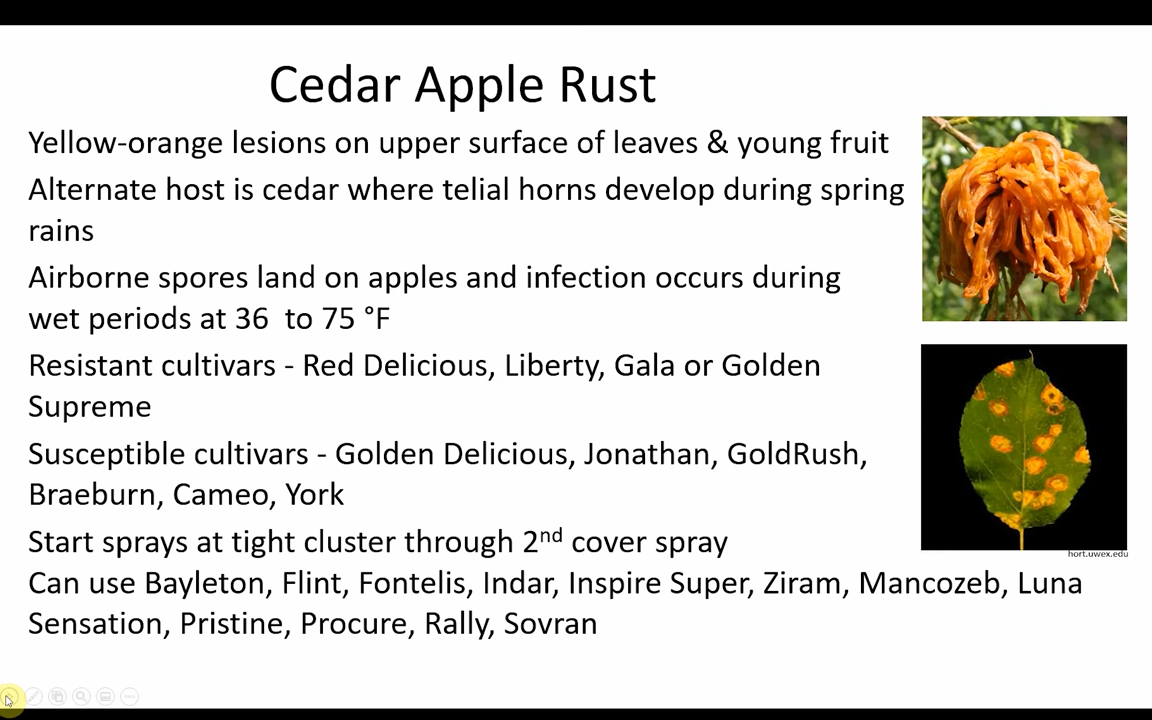 Cedar Apple Rust
Yellow-orange lesions on upper surface of leaves & young fruit
Alternate host is cedar where telial horns develop during spring
rains
Airborne spores land on apples and infection occurs during
wet periods at 36  to 75 °F
Resistant cultivars - Red Delicious, Liberty, Gala or Golden
Supreme
Susceptible cultivars - Golden Delicious, Jonathan, GoldRush,
Braeburn, Cameo, York
Start sprays at tight cluster through 2nd cover spray
hort.uwex.edu
Can use Bayleton, Flint, Fontelis, Indar, Inspire Super, Ziram, Mancozeb, Luna
Sensation, Pristine, Procure, Rally, Sovran